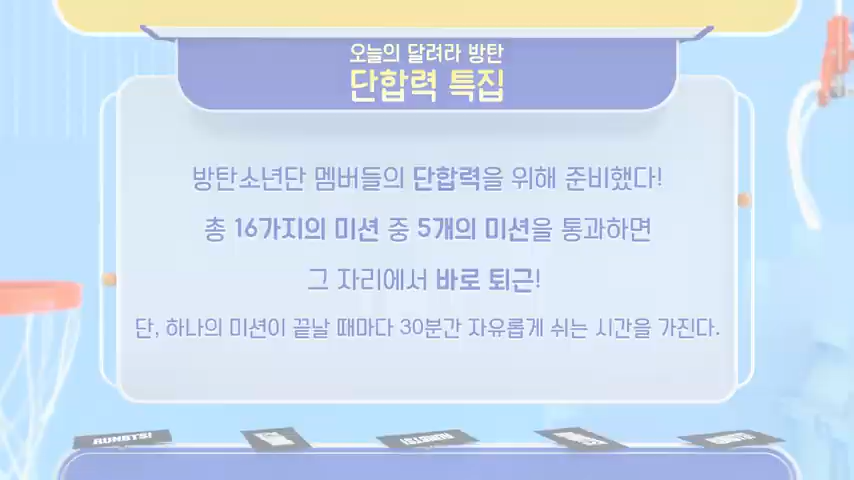 오늘의 달려라 방탄
단합력 특집
방탄소년단 멤버들의 단합력을 위해 준비했다!
총 16가지의 미션 중 5개의 미션을 통과하면
그 자리에서 바로 퇴근!
단, 하나의 미션이 끝날 때마다 30분간 자유롭게 쉬는 시간을 가진다.
RUNBTS!